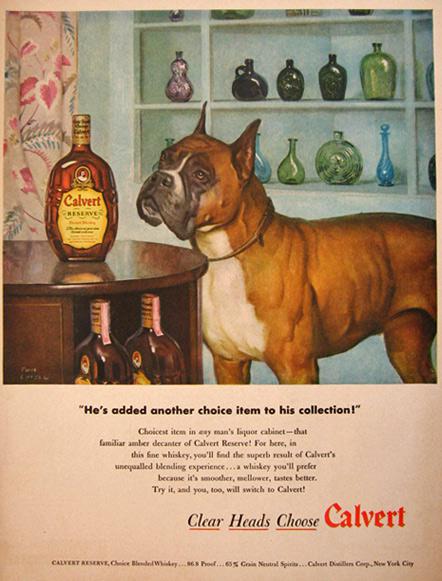 Calvert
RESERVE
"He's added another choice item to his collection!"
Choicest item in any man's liquor cabinet—that
familiar amber decanter of Calvert Reserve! For here, in
this fine whiskey, you'll find the superb result of Calvert's
unequalled blending experience...a whiskey you'll prefer
because it's smoother, mellower, tastes better.
Try it, and you, too, will switch to Calvert!
Clear Heads Choose Calvert
CALVERT RESERVE, Choice Blended Whiskey...86.8 Proof...65% Grain Neutral Spirits...Calvert Distillers Corp., New York City